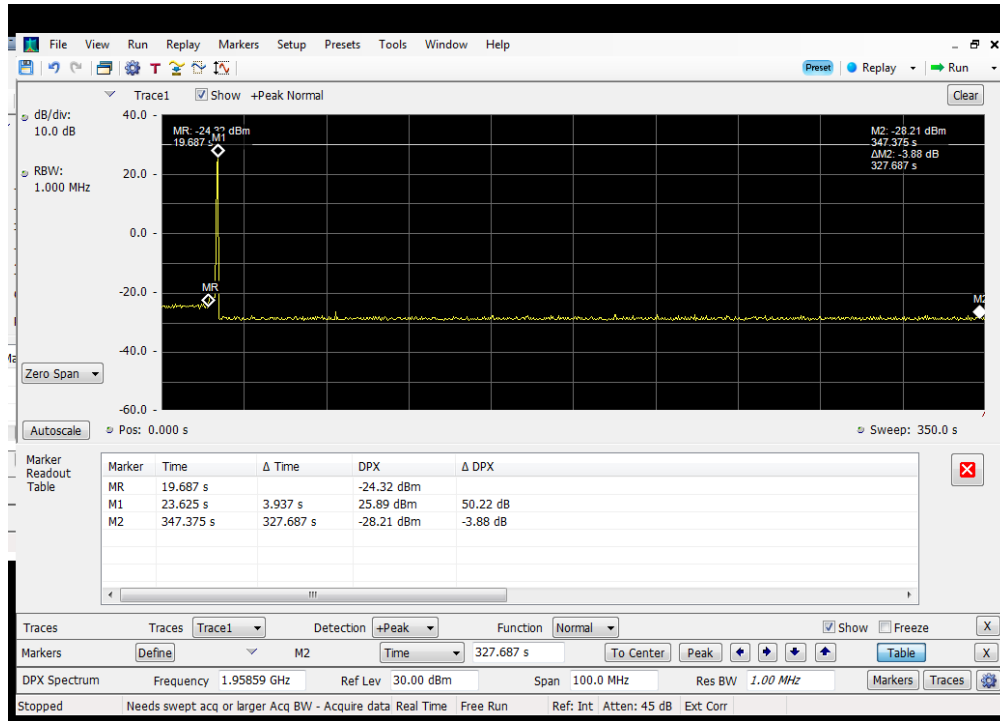 File View Run Replay Markers Setup Presets Tools Window Help
Preset Replay Run
Trace1 Show +Peak Normal Clear
dB/div:
10.0 dB
RBW:
1.000 MHz
40.0
20.0
0.0
-20.0
-40.0
-60.0
MR: -24.32 dBm
19.687 s
M1
MR
M2: -28.21 dBm
347.375 s
ΔM2: -3.88 dB
327.687 s
M2
Zero Span
Autoscale Pos: 0.000 s Sweep: 350.0 s
Marker
Readout
Table
Marker Time Δ Time DPX Δ DPX
MR 19.687 s -24.32 dBm
M1 23.625 s 3.937 s 25.89 dBm 50.22 dB
M2 347.375 s 327.687 s -28.21 dBm -3.88 dB
Traces Traces Trace1 Detection +Peak Function Normal Show Freeze X
Markers Define M2 Time 327.687 s To Center Peak Table X
DPX Spectrum Frequency 1.95859 GHz Ref Lev 30.00 dBm Span 100.0 MHz Res BW 1.00 MHz Markers Traces
Stopped Needs swept acq or larger Acq BW - Acquire data Real Time Free Run Ref: Int Atten: 45 dB Ext Corr